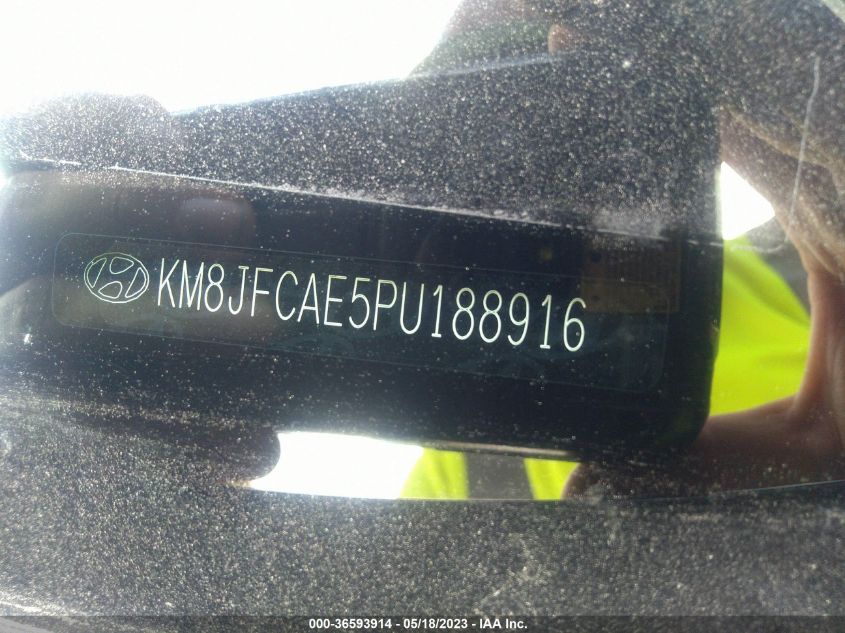 KM8JFCAE5PU188916
000-36593914 - 05/18/2023 - IAA Inc.